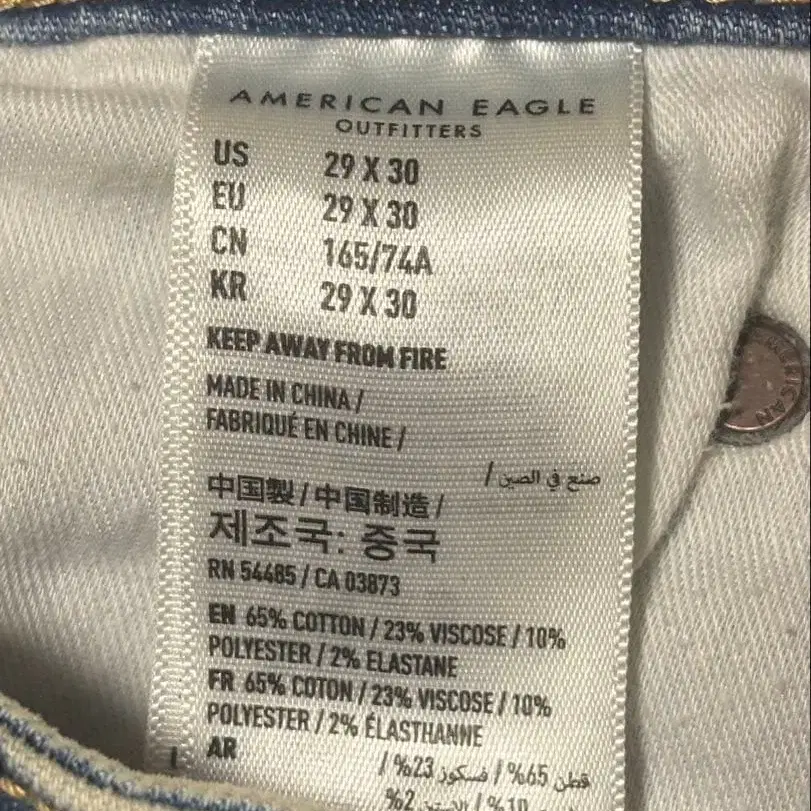 AMERICAN EAGLE
OUTFITTERS
US 29 X 30
EU 29 X 30
CN 165/74A
KR 29 X 30
KEEP AWAY FROM FIRE
MADE IN CHINA /
FABRIQUÉ EN CHINE /
صنع في الصين /
中国製 / 中国制造 /
제조국: 중국
RN 54485 / CA 03873
EN 65% COTTON / 23% VISCOSE / 10%
POLYESTER / 2% ELASTANE
FR 65% COTON / 23% VISCOSE / 10%
POLYESTER / 2% ÉLASTHANNE
AR
قطن 65% / فسكوز 23% /
10% / 2%